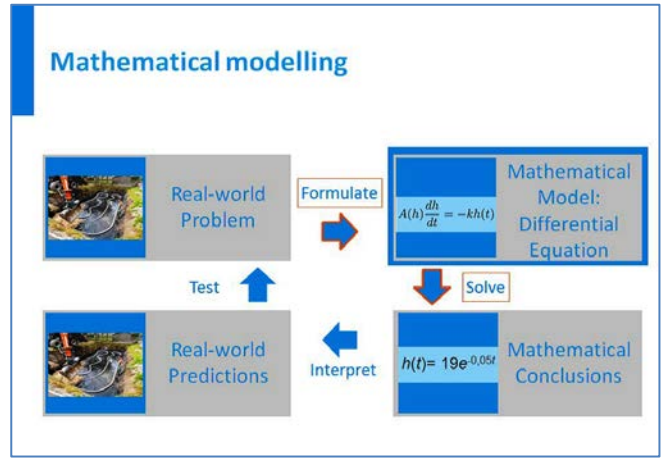 Mathematical modelling
Real-world
Problem
Formulate
A(h) dh/dt = −kh(t)
Mathematical
Model:
Differential
Equation
Test
Solve
Real-world
Predictions
Interpret
h(t)= 19e^-0,05t
Mathematical
Conclusions